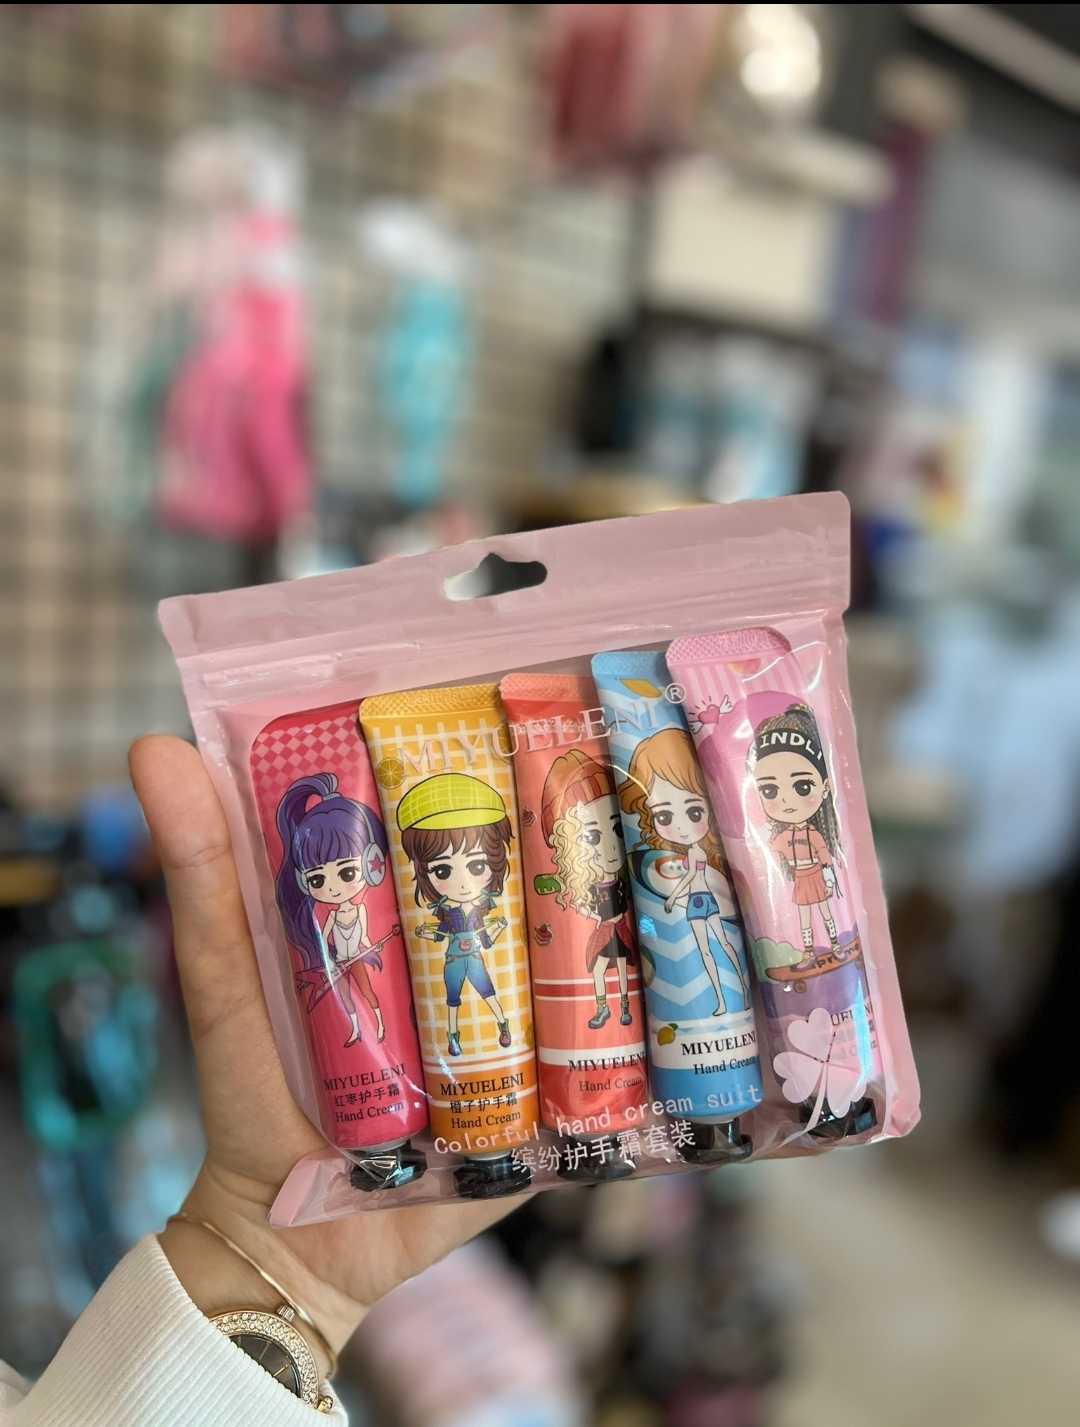 MIYUELENI®
INDLI
MIYUELENI
红枣护手霜
Hand Cream
MIYUELENI
橙子护手霜
Hand Cream
MIYUELENI
Hand Cream
MIYUELENI
Hand Cream
Colorful hand cream suit
缤纷护手霜套装